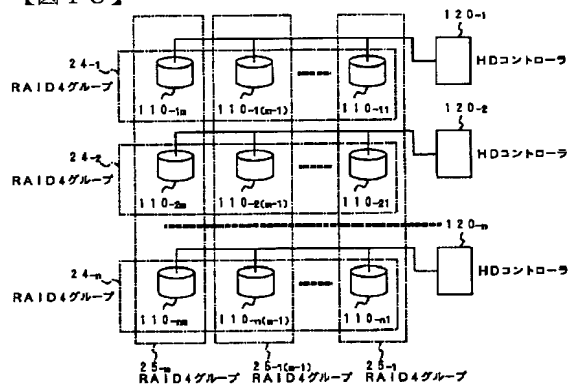 【図10】
120-1
HDコントローラ
24-1
RAID4グループ
110-1m 110-1(m-1) 110-11
120-2
HDコントローラ
24-2
RAID4グループ
110-2m 110-2(m-1) 110-21
120-n
HDコントローラ
24-n
RAID4グループ
110-nm 110-n(m-1) 110-n1
25-m 25-1(m-1) 25-1
RAID4グループ RAID4グループ RAID4グループ